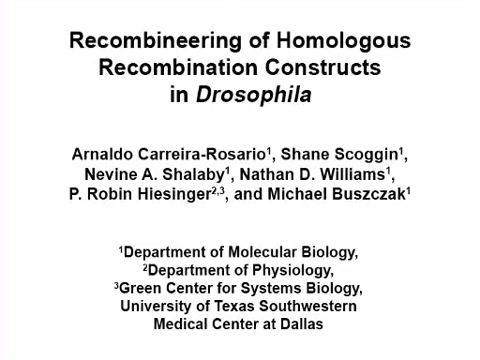 Recombineering of Homologous
Recombination Constructs
in Drosophila
Arnaldo Carreira-Rosario¹, Shane Scoggin¹,
Nevine A. Shalaby¹, Nathan D. Williams¹,
P. Robin Hiesinger²,³, and Michael Buszczak¹
¹Department of Molecular Biology,
²Department of Physiology,
³Green Center for Systems Biology,
University of Texas Southwestern
Medical Center at Dallas